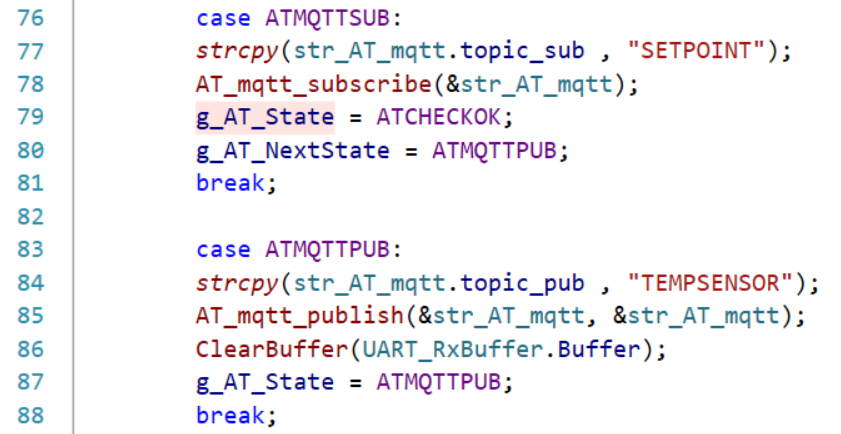 76 case ATMQTTSUB:
77 strcpy(str_AT_mqtt.topic_sub , "SETPOINT");
78 AT_mqtt_subscribe(&str_AT_mqtt);
79 g_AT_State = ATCHECKOK;
80 g_AT_NextState = ATMQTTPUB;
81 break;
82
83 case ATMQTTPUB:
84 strcpy(str_AT_mqtt.topic_pub , "TEMPSENSOR");
85 AT_mqtt_publish(&str_AT_mqtt, &str_AT_mqtt);
86 ClearBuffer(UART_RxBuffer.Buffer);
87 g_AT_State = ATMQTTPUB;
88 break;